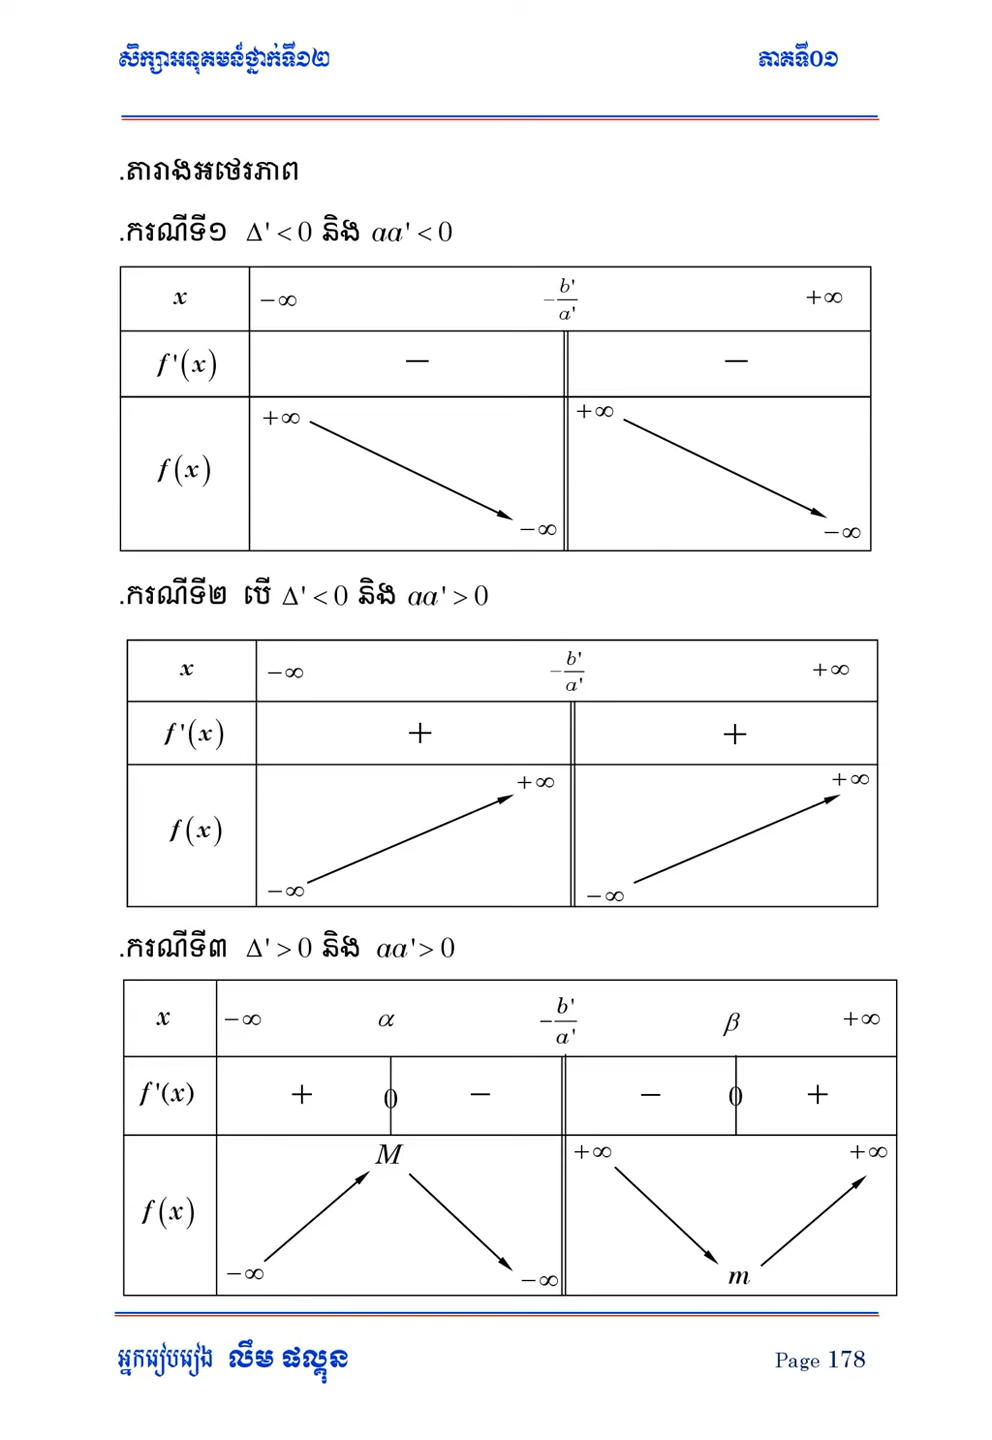 សិក្សាអនុគមន៍ថ្នាក់ទី១២ ភាគទី០១
.តារាងអថេរភាព
.ករណីទី១ Δ' < 0 និង aa' < 0
x −∞ −b'/a' +∞
f'(x) − −
+∞ +∞
f(x)
−∞ −∞
.ករណីទី២ បើ Δ' < 0 និង aa' > 0
x −∞ −b'/a' +∞
f'(x) + +
+∞ +∞
f(x)
−∞ −∞
.ករណីទី៣ Δ' > 0 និង aa' > 0
x −∞ α −b'/a' β +∞
f'(x) + 0 − − 0 +
M +∞ +∞
f(x)
−∞ −∞ m
អ្នករៀបរៀង លឹម ផល្គុន Page 178